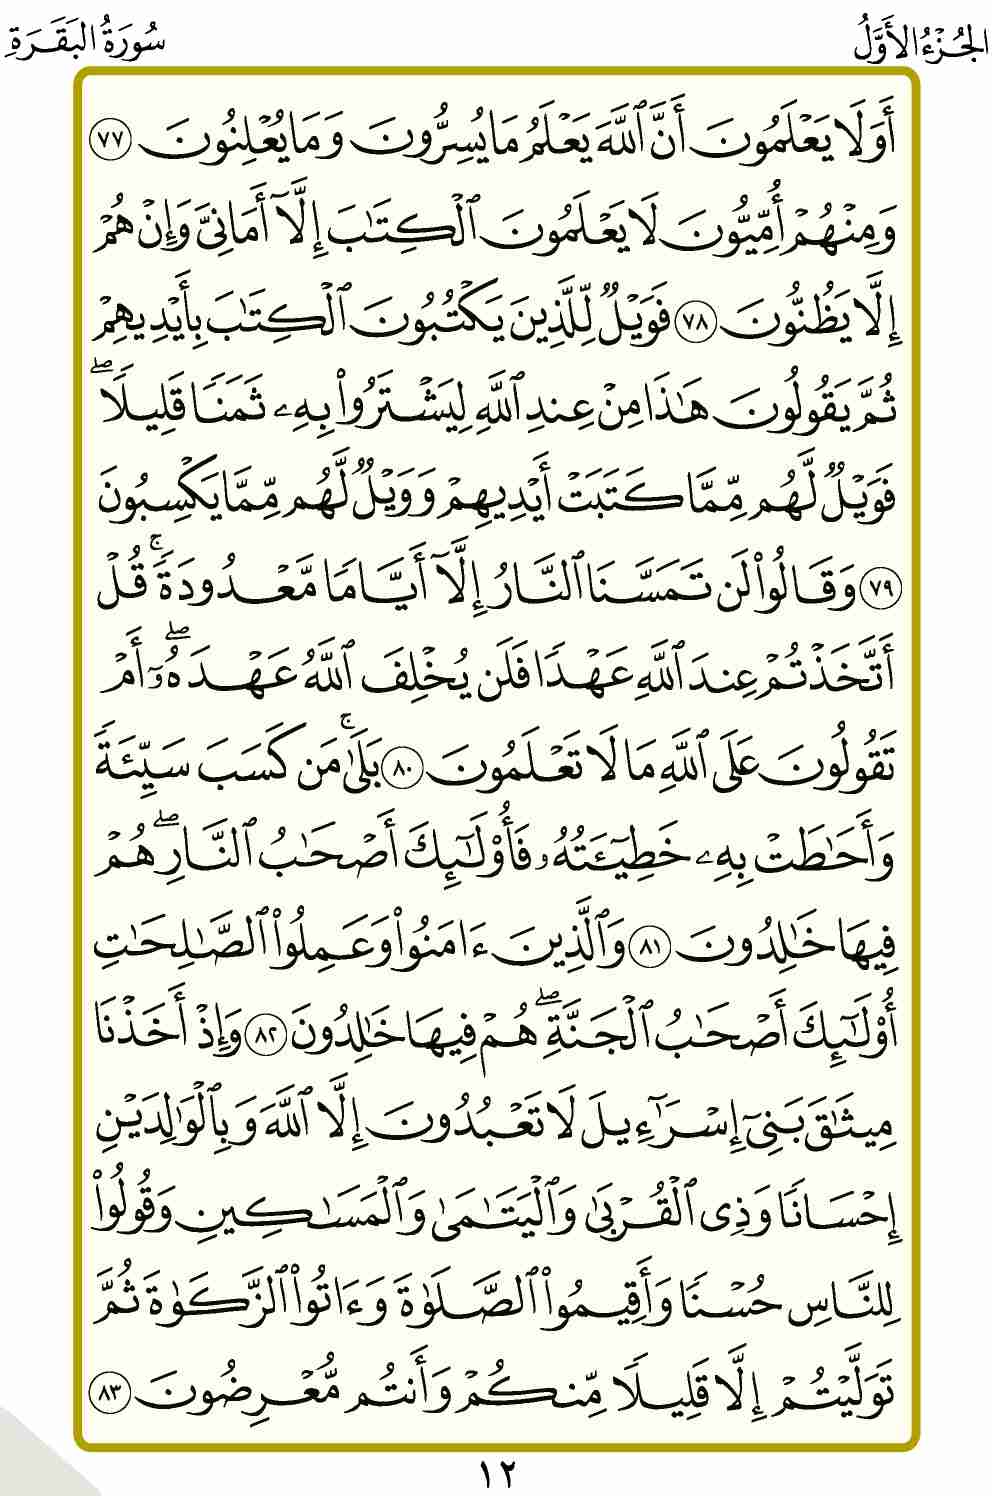 الجُزْءُ الأَوَّلُ
سُورَةُ البَقَرَةِ
أَوَلَا يَعْلَمُونَ أَنَّ ٱللَّهَ يَعْلَمُ مَا يُسِرُّونَ وَمَا يُعْلِنُونَ ٧٧
وَمِنْهُمْ أُمِّيُّونَ لَا يَعْلَمُونَ ٱلْكِتَٰبَ إِلَّآ أَمَانِىَّ وَإِنْ هُمْ
إِلَّا يَظُنُّونَ ٧٨ فَوَيْلٌ لِّلَّذِينَ يَكْتُبُونَ ٱلْكِتَٰبَ بِأَيْدِيهِمْ
ثُمَّ يَقُولُونَ هَٰذَا مِنْ عِندِ ٱللَّهِ لِيَشْتَرُوا۟ بِهِۦ ثَمَنًا قَلِيلًا ۖ
فَوَيْلٌ لَّهُم مِّمَّا كَتَبَتْ أَيْدِيهِمْ وَوَيْلٌ لَّهُم مِّمَّا يَكْسِبُونَ
٧٩ وَقَالُوا۟ لَن تَمَسَّنَا ٱلنَّارُ إِلَّآ أَيَّامًا مَّعْدُودَةً ۚ قُلْ
أَتَّخَذْتُمْ عِندَ ٱللَّهِ عَهْدًا فَلَن يُخْلِفَ ٱللَّهُ عَهْدَهُۥٓ ۖ أَمْ
تَقُولُونَ عَلَى ٱللَّهِ مَا لَا تَعْلَمُونَ ٨٠ بَلَىٰ ۚ مَن كَسَبَ سَيِّئَةً
وَأَحَٰطَتْ بِهِۦ خَطِيٓـَٔتُهُۥ فَأُو۟لَٰٓئِكَ أَصْحَٰبُ ٱلنَّارِ ۖ هُمْ
فِيهَا خَٰلِدُونَ ٨١ وَٱلَّذِينَ ءَامَنُوا۟ وَعَمِلُوا۟ ٱلصَّٰلِحَٰتِ
أُو۟لَٰٓئِكَ أَصْحَٰبُ ٱلْجَنَّةِ ۖ هُمْ فِيهَا خَٰلِدُونَ ٨٢ وَإِذْ أَخَذْنَا
مِيثَٰقَ بَنِىٓ إِسْرَٰٓءِيلَ لَا تَعْبُدُونَ إِلَّا ٱللَّهَ وَبِٱلْوَٰلِدَيْنِ
إِحْسَانًا وَذِى ٱلْقُرْبَىٰ وَٱلْيَتَٰمَىٰ وَٱلْمَسَٰكِينِ وَقُولُوا۟
لِلنَّاسِ حُسْنًا وَأَقِيمُوا۟ ٱلصَّلَوٰةَ وَءَاتُوا۟ ٱلزَّكَوٰةَ ثُمَّ
تَوَلَّيْتُمْ إِلَّا قَلِيلًا مِّنكُمْ وَأَنتُم مُّعْرِضُونَ ٨٣
١٢